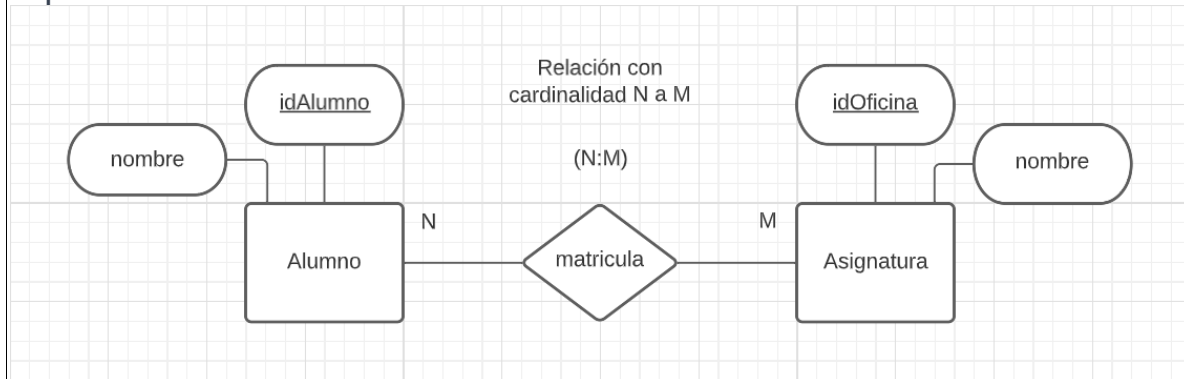 Relación con
cardinalidad N a M
idAlumno
idOficina
nombre
(N:M)
nombre
N
M
Alumno
matricula
Asignatura